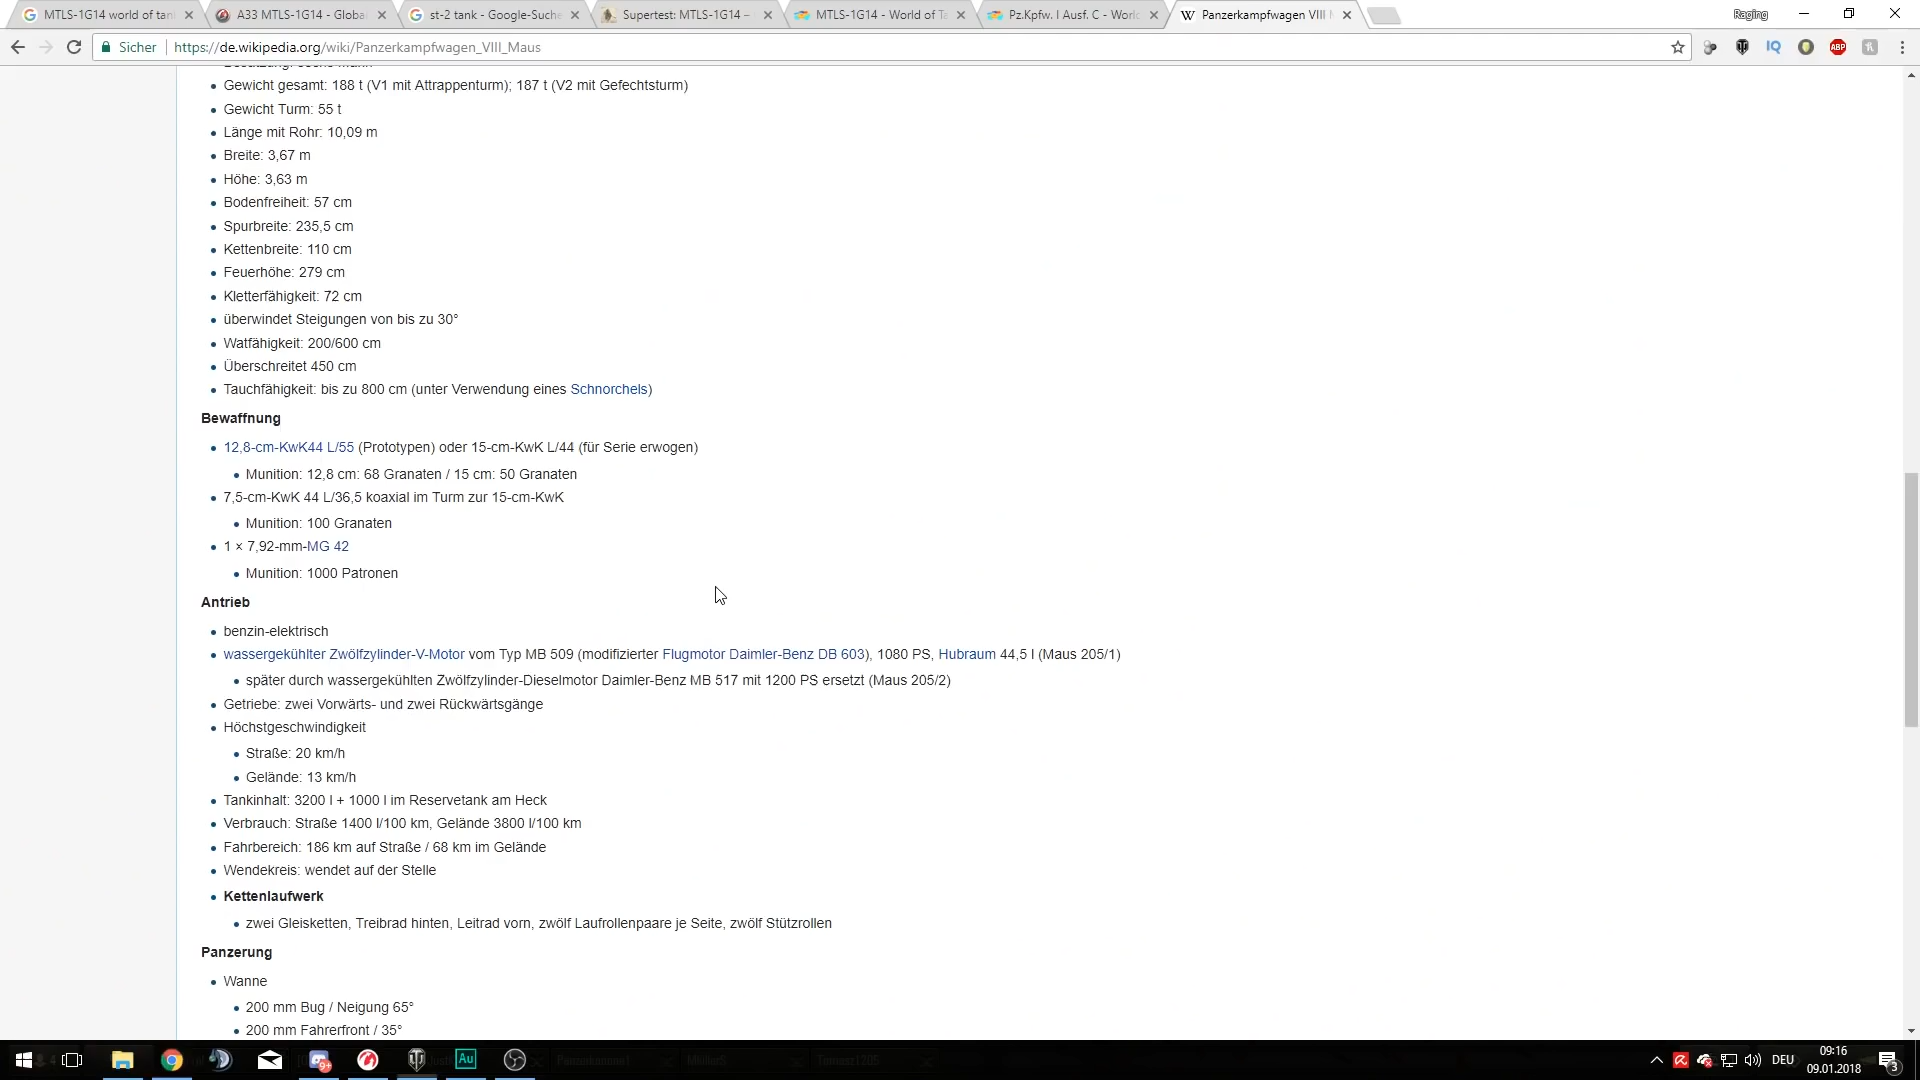 MTLS-1G14 world of tan
A33 MTLS-1G14 - Global
st-2 tank - Google-Suche
Supertest: MTLS-1G14 –
MTLS-1G14 - World of Ta
Pz.Kpfw. I Ausf. C - Worl
Panzerkampfwagen VIII M
Raging
Sicher
https://de.wikipedia.org/wiki/Panzerkampfwagen_VIII_Maus
IQ
ABP
Gewicht gesamt: 188 t (V1 mit Attrappenturm); 187 t (V2 mit Gefechtsturm)
Gewicht Turm: 55 t
Länge mit Rohr: 10,09 m
Breite: 3,67 m
Höhe: 3,63 m
Bodenfreiheit: 57 cm
Spurbreite: 235,5 cm
Kettenbreite: 110 cm
Feuerhöhe: 279 cm
Kletterfähigkeit: 72 cm
überwindet Steigungen von bis zu 30°
Watfähigkeit: 200/600 cm
Überschreitet 450 cm
Tauchfähigkeit: bis zu 800 cm (unter Verwendung eines Schnorchels)
Bewaffnung
12,8-cm-KwK44 L/55 (Prototypen) oder 15-cm-KwK L/44 (für Serie erwogen)
Munition: 12,8 cm: 68 Granaten / 15 cm: 50 Granaten
7,5-cm-KwK 44 L/36,5 koaxial im Turm zur 15-cm-KwK
Munition: 100 Granaten
1 × 7,92-mm-MG 42
Munition: 1000 Patronen
Antrieb
benzin-elektrisch
wassergekühlter Zwölfzylinder-V-Motor vom Typ MB 509 (modifizierter Flugmotor Daimler-Benz DB 603), 1080 PS, Hubraum 44,5 l (Maus 205/1)
später durch wassergekühlten Zwölfzylinder-Dieselmotor Daimler-Benz MB 517 mit 1200 PS ersetzt (Maus 205/2)
Getriebe: zwei Vorwärts- und zwei Rückwärtsgänge
Höchstgeschwindigkeit
Straße: 20 km/h
Gelände: 13 km/h
Tankinhalt: 3200 l + 1000 l im Reservetank am Heck
Verbrauch: Straße 1400 l/100 km, Gelände 3800 l/100 km
Fahrbereich: 186 km auf Straße / 68 km im Gelände
Wendekreis: wendet auf der Stelle
Kettenlaufwerk
zwei Gleisketten, Treibrad hinten, Leitrad vorn, zwölf Laufrollenpaare je Seite, zwölf Stützrollen
Panzerung
Wanne
200 mm Bug / Neigung 65°
200 mm Fahrerfront / 35°
9+
Au
DEU
09:16
09.01.2018
3